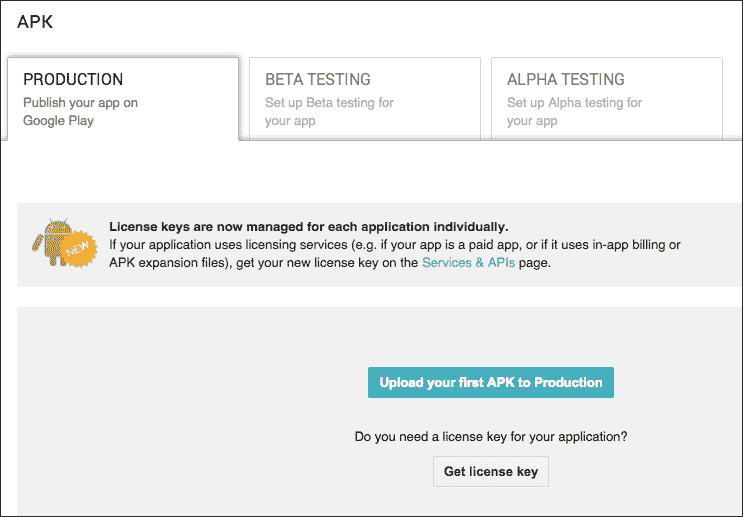 APK
PRODUCTION
Publish your app on
Google Play
BETA TESTING
Set up Beta testing for
your app
ALPHA TESTING
Set up Alpha testing for
your app
NEW
License keys are now managed for each application individually.
If your application uses licensing services (e.g. if your app is a paid app, or if it uses in-app billing or
APK expansion files), get your new license key on the Services & APIs page.
Upload your first APK to Production
Do you need a license key for your application?
Get license key